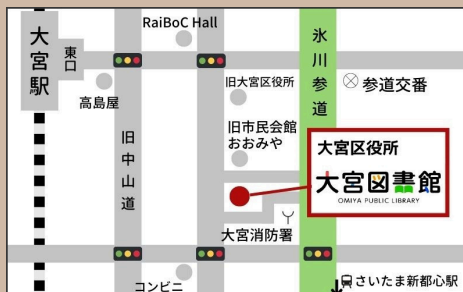 RaiBoC Hall
大宮駅
東口
高島屋
旧大宮区役所
氷川参道
参道交番
旧中山道
旧市民会館
おおみや
大宮区役所
大宮図書館
OMIYA PUBLIC LIBRARY
大宮消防署
コンビニ
さいたま新都心駅